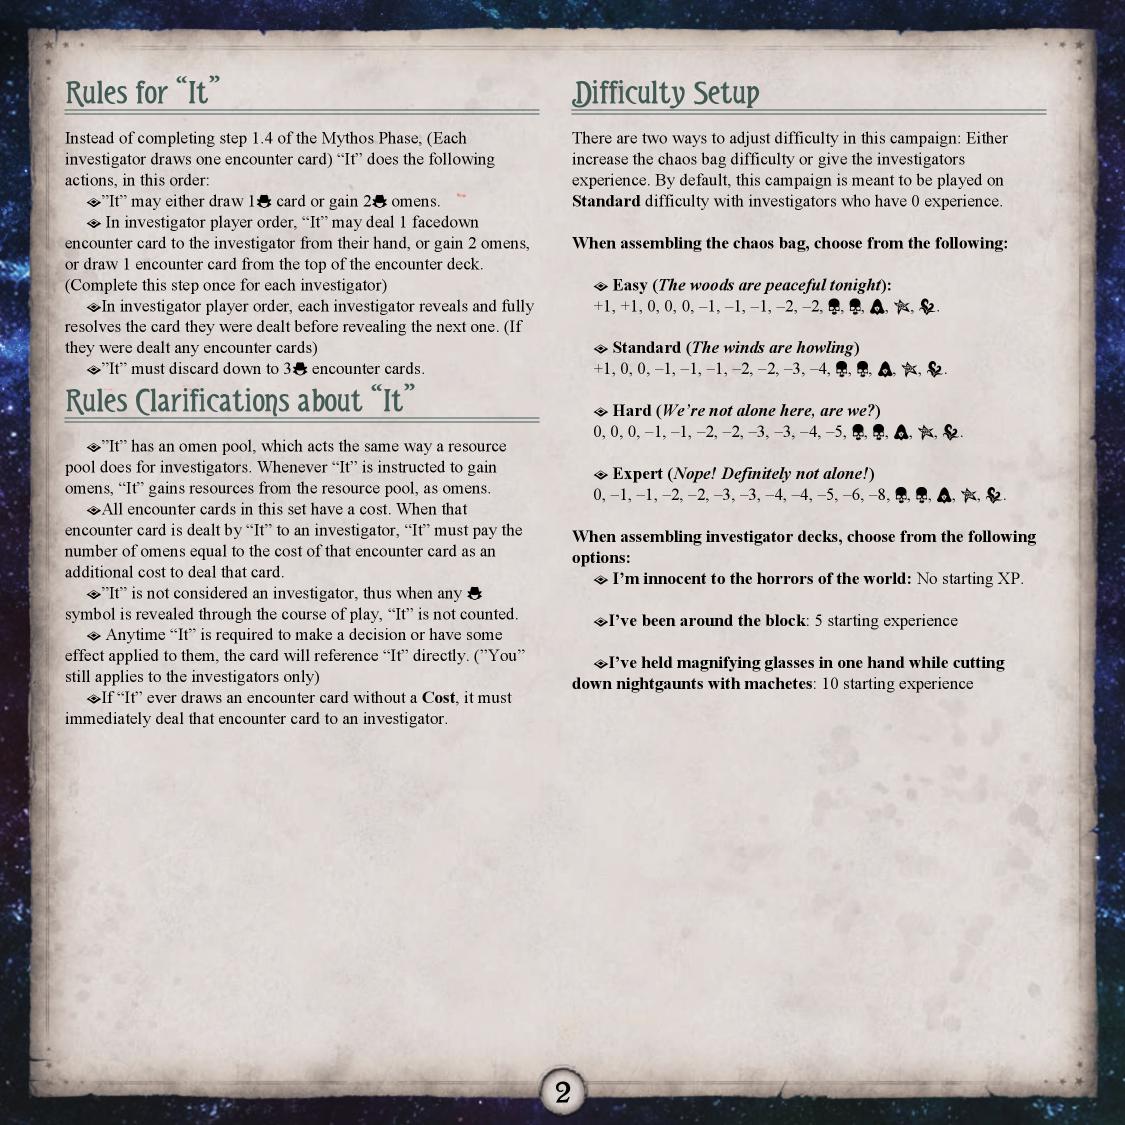 Rules for “It”
Instead of completing step 1.4 of the Mythos Phase, (Each
investigator draws one encounter card) “It” does the following
actions, in this order:
”It” may either draw 1 card or gain 2 omens.
In investigator player order, “It” may deal 1 facedown
encounter card to the investigator from their hand, or gain 2 omens,
or draw 1 encounter card from the top of the encounter deck.
(Complete this step once for each investigator)
In investigator player order, each investigator reveals and fully
resolves the card they were dealt before revealing the next one. (If
they were dealt any encounter cards)
”It” must discard down to 3 encounter cards.
Rules Clarifications about “It”
”It” has an omen pool, which acts the same way a resource
pool does for investigators. Whenever “It” is instructed to gain
omens, “It” gains resources from the resource pool, as omens.
All encounter cards in this set have a cost. When that
encounter card is dealt by “It” to an investigator, “It” must pay the
number of omens equal to the cost of that encounter card as an
additional cost to deal that card.
”It” is not considered an investigator, thus when any
symbol is revealed through the course of play, “It” is not counted.
Anytime “It” is required to make a decision or have some
effect applied to them, the card will reference “It” directly. (”You”
still applies to the investigators only)
If “It” ever draws an encounter card without a Cost, it must
immediately deal that encounter card to an investigator.
Difficulty Setup
There are two ways to adjust difficulty in this campaign: Either
increase the chaos bag difficulty or give the investigators
experience. By default, this campaign is meant to be played on
Standard difficulty with investigators who have 0 experience.
When assembling the chaos bag, choose from the following:
Easy (The woods are peaceful tonight):
+1, +1, 0, 0, 0, –1, –1, –1, –2, –2, , , , , .
Standard (The winds are howling)
+1, 0, 0, –1, –1, –1, –2, –2, –3, –4, , , , , .
Hard (We’re not alone here, are we?)
0, 0, 0, –1, –1, –2, –2, –3, –3, –4, –5, , , , , .
Expert (Nope! Definitely not alone!)
0, –1, –1, –2, –2, –3, –3, –4, –4, –5, –6, –8, , , , , .
When assembling investigator decks, choose from the following
options:
I’m innocent to the horrors of the world: No starting XP.
I’ve been around the block: 5 starting experience
I’ve held magnifying glasses in one hand while cutting
down nightgaunts with machetes: 10 starting experience
2